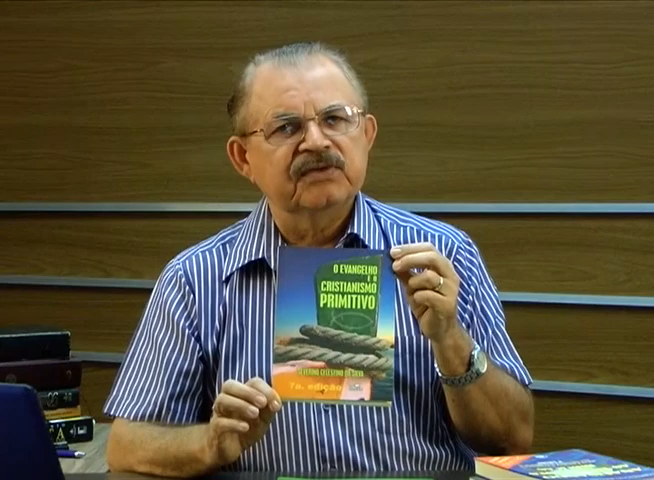 O EVANGELHO
E O
CRISTIANISMO
PRIMITIVO
SEVERINO CELESTINO DA SILVA
7a. edição